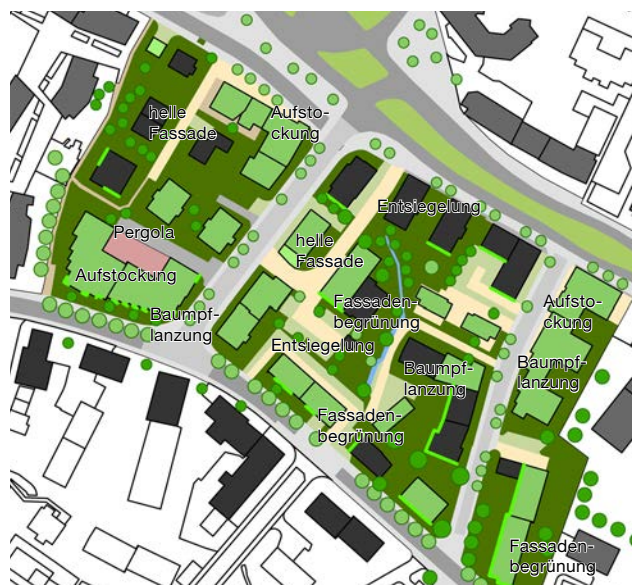 helle
Fassade
Aufsto-
ckung
Entsiegelung
Pergola
helle
Fassade
Aufstockung
Fassaden-
begrünung
Aufsto-
ckung
Baumpf-
lanzung
Entsiegelung
Baumpf-
lanzung
Baumpf-
lanzung
Fassaden-
begrünung
Fassaden-
begrünung